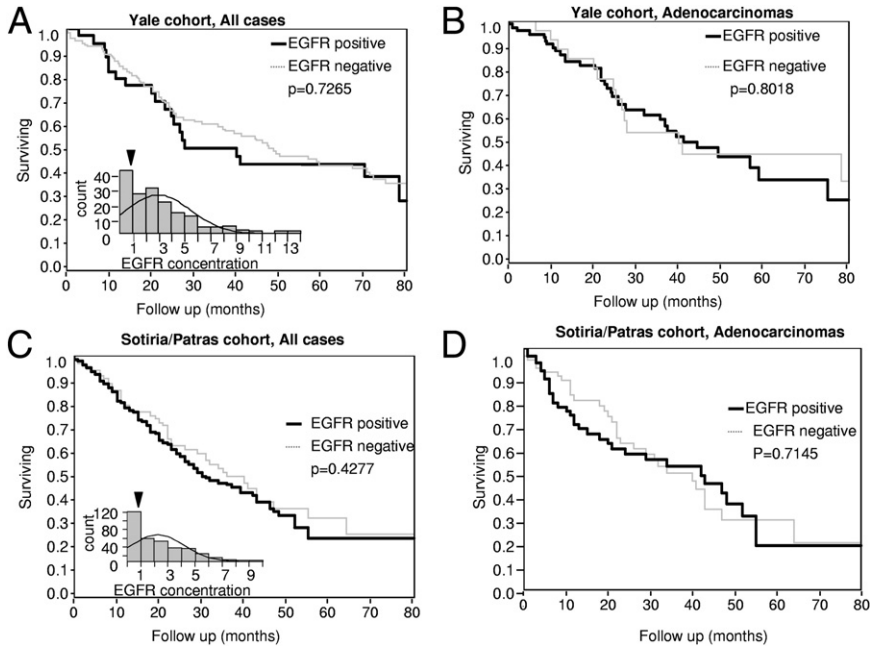 A
Yale cohort, All cases
Surviving
1.0
0.9
0.8
0.7
0.6
0.5
0.4
0.3
0.2
0.1
0.0
EGFR positive
EGFR negative
p=0.7265
count
40
30
20
10
0
1 3 5 7 9 11 13
EGFR concentration
0 10 20 30 40 50 60 70 80
Follow up (months)
B
Yale cohort, Adenocarcinomas
Surviving
1.0
0.9
0.8
0.7
0.6
0.5
0.4
0.3
0.2
0.1
0.0
EGFR positive
EGFR negative
p=0.8018
0 10 20 30 40 50 60 70 80
Follow up (months)
C
Sotiria/Patras cohort, All cases
Surviving
1.0
0.9
0.8
0.7
0.6
0.5
0.4
0.3
0.2
0.1
0.0
EGFR positive
EGFR negative
p=0.4277
count
120
80
40
0
1 3 5 7 9
EGFR concentration
0 10 20 30 40 50 60 70 80
Follow up (months)
D
Sotiria/Patras cohort, Adenocarcinomas
Surviving
1.0
0.9
0.8
0.7
0.6
0.5
0.4
0.3
0.2
0.1
0.0
EGFR positive
EGFR negative
P=0.7145
0 10 20 30 40 50 60 70 80
Follow up (months)